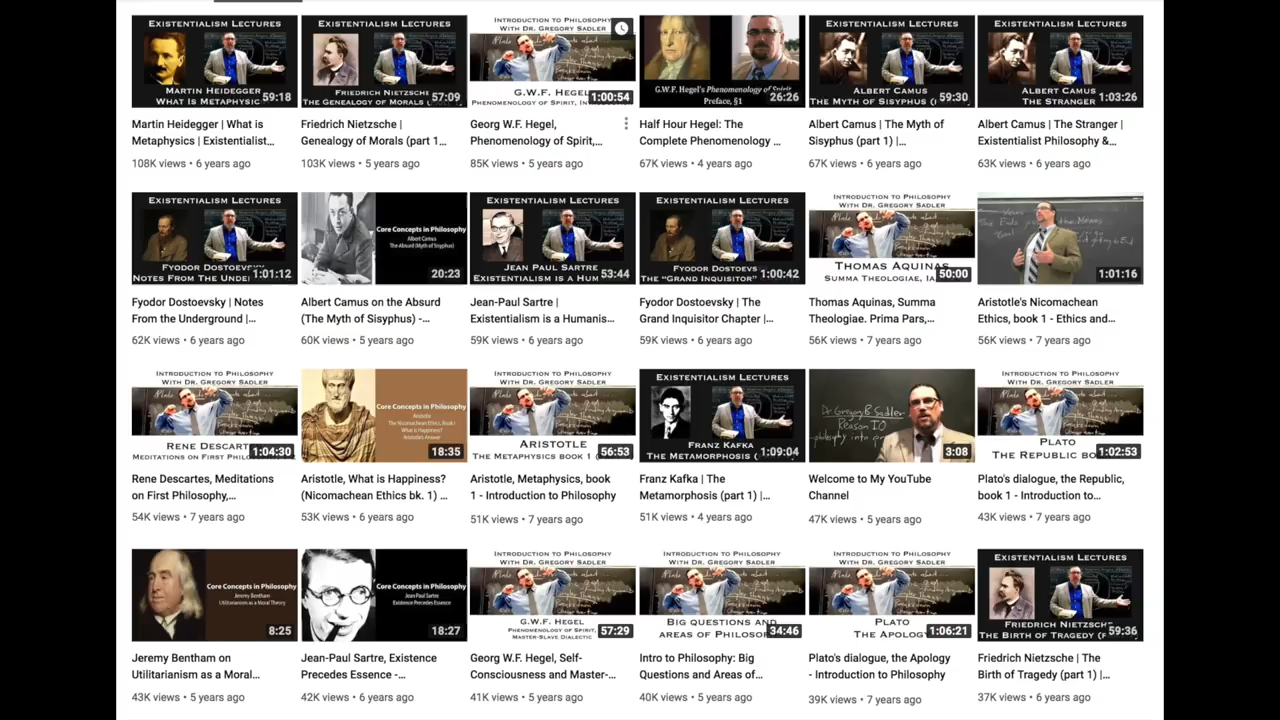 EXISTENTIALISM LECTURES
MARTIN HEIDEGGER
WHAT IS METAPHYSIC
59:18
Martin Heidegger | What is
Metaphysics | Existentialist...
108K views • 6 years ago
EXISTENTIALISM LECTURES
FRIEDRICH NIETZSCHE
THE GENEALOGY OF MORALS (
57:09
Friedrich Nietzsche |
Genealogy of Morals (part 1...
103K views • 5 years ago
INTRODUCTION TO PHILOSOPHY
WITH DR. GREGORY SADLER
G.W.F. HEGEL
PHENOMENOLOGY OF SPIRIT,
1:00:54
Georg W.F. Hegel,
Phenomenology of Spirit,...
85K views • 5 years ago
G.W.F. Hegel's Phenomenology of Spirit
Preface, §1
26:26
Half Hour Hegel: The
Complete Phenomenology ...
67K views • 4 years ago
EXISTENTIALISM LECTURES
ALBERT CAMUS
THE MYTH OF SISYPHUS (
59:30
Albert Camus | The Myth of
Sisyphus (part 1) |...
67K views • 6 years ago
EXISTENTIALISM LECTURES
ALBERT CAMUS
THE STRANGER
1:03:26
Albert Camus | The Stranger |
Existentialist Philosophy &...
63K views • 6 years ago
EXISTENTIALISM LECTURES
FYODOR DOSTOEVSKY
NOTES FROM THE UNDE
1:01:12
Fyodor Dostoevsky | Notes
From the Underground |...
62K views • 6 years ago
Core Concepts in Philosophy
Albert Camus
The Absurd (Myth of Sisyphus)
20:23
Albert Camus on the Absurd
(The Myth of Sisyphus) -...
60K views • 5 years ago
EXISTENTIALISM LECTURES
JEAN PAUL SARTRE
EXISTENTIALISM IS A HUM
53:44
Jean-Paul Sartre |
Existentialism is a Humanis...
59K views • 6 years ago
EXISTENTIALISM LECTURES
FYODOR DOSTOEVS
THE "GRAND INQUISITOR"
1:00:42
Fyodor Dostoevsky | The
Grand Inquisitor Chapter |...
59K views • 6 years ago
INTRODUCTION TO PHILOSOPHY
WITH DR. GREGORY SADLER
THOMAS AQUINAS
SUMMA THEOLOGIAE, IA
50:00
Thomas Aquinas, Summa
Theologiae. Prima Pars,...
56K views • 7 years ago
1:01:16
Aristotle's Nicomachean
Ethics, book 1 - Ethics and...
56K views • 7 years ago
INTRODUCTION TO PHILOSOPHY
WITH DR. GREGORY SADLER
RENE DESCART
MEDITATIONS ON FIRST PHILO
1:04:30
Rene Descartes, Meditations
on First Philosophy,...
54K views • 7 years ago
Core Concepts in Philosophy
Aristotle
The Nicomachean Ethics, Book I
What is Happiness?
Aristotle's Answer
18:35
Aristotle, What is Happiness?
(Nicomachean Ethics bk. 1) ...
53K views • 6 years ago
INTRODUCTION TO PHILOSOPHY
WITH DR. GREGORY SADLER
ARISTOTLE
THE METAPHYSICS BOOK 1 (
56:53
Aristotle, Metaphysics, book
1 - Introduction to Philosophy
51K views • 7 years ago
EXISTENTIALISM LECTURES
FRANZ KAFKA
THE METAMORPHOSIS (
1:09:04
Franz Kafka | The
Metamorphosis (part 1) |...
51K views • 4 years ago
Dr. Gregory B. Sadler
Reason IO
philosophy into pr
3:08
Welcome to My YouTube
Channel
47K views • 5 years ago
INTRODUCTION TO PHILOSOPHY
WITH DR. GREGORY SADLER
PLATO
THE REPUBLIC BO
1:02:53
Plato's dialogue, the Republic,
book 1 - Introduction to...
43K views • 7 years ago
Core Concepts in Philosophy
Jeremy Bentham
Utilitarianism as a Moral Theory
8:25
Jeremy Bentham on
Utilitarianism as a Moral...
43K views • 5 years ago
Core Concepts in Philosophy
Jean Paul Sartre
Existence Precedes Essence
18:27
Jean-Paul Sartre, Existence
Precedes Essence -...
42K views • 6 years ago
INTRODUCTION TO PHILOSOPHY
WITH DR. GREGORY SADLER
G.W.F. HEGEL
PHENOMENOLOGY OF SPIRIT,
MASTER-SLAVE DIALECTIC
57:29
Georg W.F. Hegel, Self-
Consciousness and Master-...
41K views • 5 years ago
INTRODUCTION TO PHILOSOPHY
WITH DR. GREGORY SADLER
BIG QUESTIONS AND
AREAS OF PHILOSO
34:46
Intro to Philosophy: Big
Questions and Areas of...
40K views • 5 years ago
INTRODUCTION TO PHILOSOPHY
WITH DR. GREGORY SADLER
PLATO
THE APOLOGY
1:06:21
Plato's dialogue, the Apology
- Introduction to Philosophy
39K views • 7 years ago
EXISTENTIALISM LECTURES
FRIEDRICH NIETZSCHE
THE BIRTH OF TRAGEDY (
59:36
Friedrich Nietzsche | The
Birth of Tragedy (part 1) |...
37K views • 6 years ago